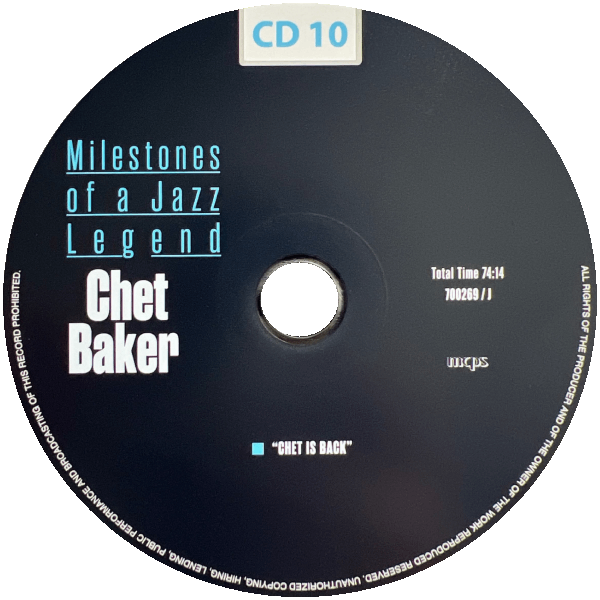 CD 10
Milestones
of a Jazz
Legend
Chet
Baker
Total Time 74:14
700269 / J
mcps
"CHET IS BACK"
ALL RIGHTS OF THE PRODUCER AND OF THE OWNER OF THE WORK REPRODUCED RESERVED. UNAUTHORIZED COPYING, HIRING, LENDING, PUBLIC PERFORMANCE AND BROADCASTING OF THIS RECORD PROHIBITED.